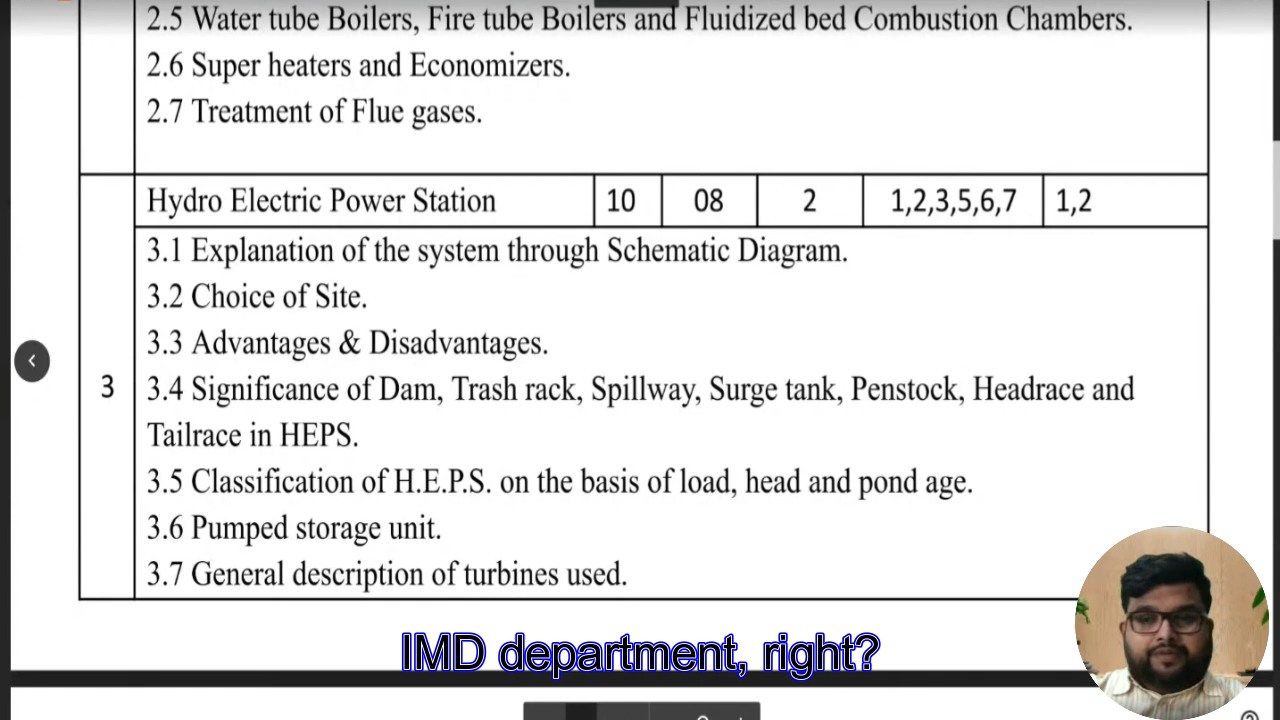 2.5 Water tube Boilers, Fire tube Boilers and Fluidized bed Combustion Chambers.
2.6 Super heaters and Economizers.
2.7 Treatment of Flue gases.
Hydro Electric Power Station 10 08 2 1,2,3,5,6,7 1,2
3.1 Explanation of the system through Schematic Diagram.
3.2 Choice of Site.
3.3 Advantages & Disadvantages.
3 3.4 Significance of Dam, Trash rack, Spillway, Surge tank, Penstock, Headrace and
Tailrace in HEPS.
3.5 Classification of H.E.P.S. on the basis of load, head and pond age.
3.6 Pumped storage unit.
3.7 General description of turbines used.
IMD department, right?